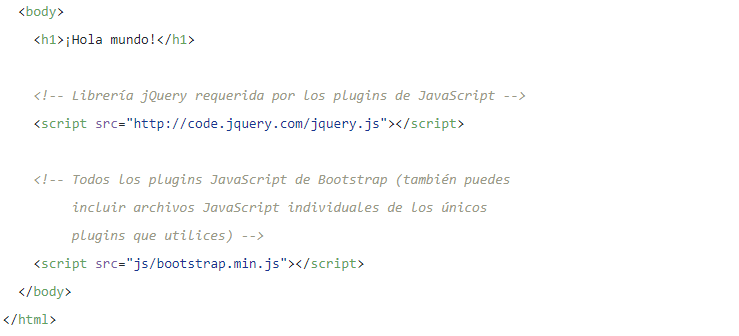 <body>
<h1>¡Hola mundo!</h1>
<!-- Librería jQuery requerida por los plugins de JavaScript -->
<script src="http://code.jquery.com/jquery.js"></script>
<!-- Todos los plugins JavaScript de Bootstrap (también puedes
incluir archivos JavaScript individuales de los únicos
plugins que utilices) -->
<script src="js/bootstrap.min.js"></script>
</body>
</html>